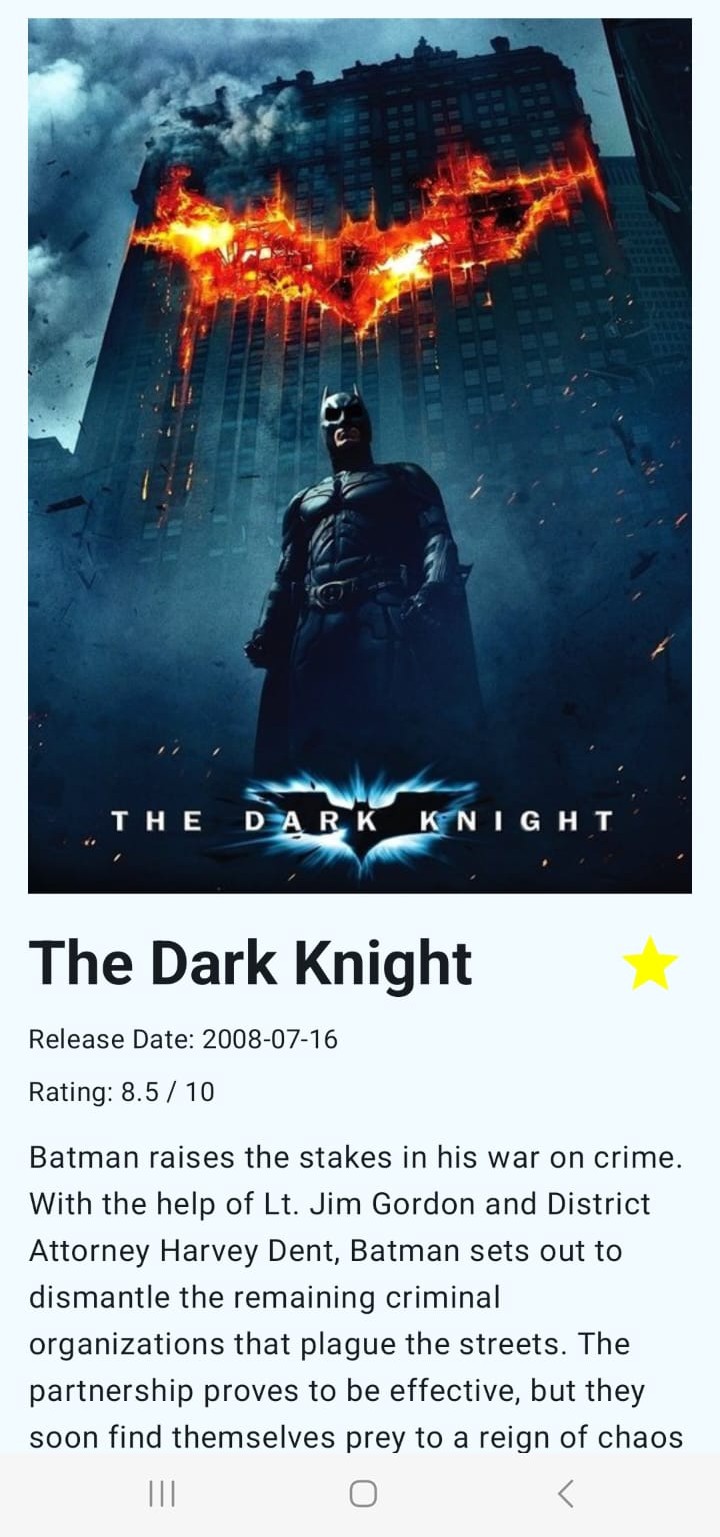 THE DARK KNIGHT
The Dark Knight
Release Date: 2008-07-16
Rating: 8.5 / 10
Batman raises the stakes in his war on crime.
With the help of Lt. Jim Gordon and District
Attorney Harvey Dent, Batman sets out to
dismantle the remaining criminal
organizations that plague the streets. The
partnership proves to be effective, but they
soon find themselves prey to a reign of chaos